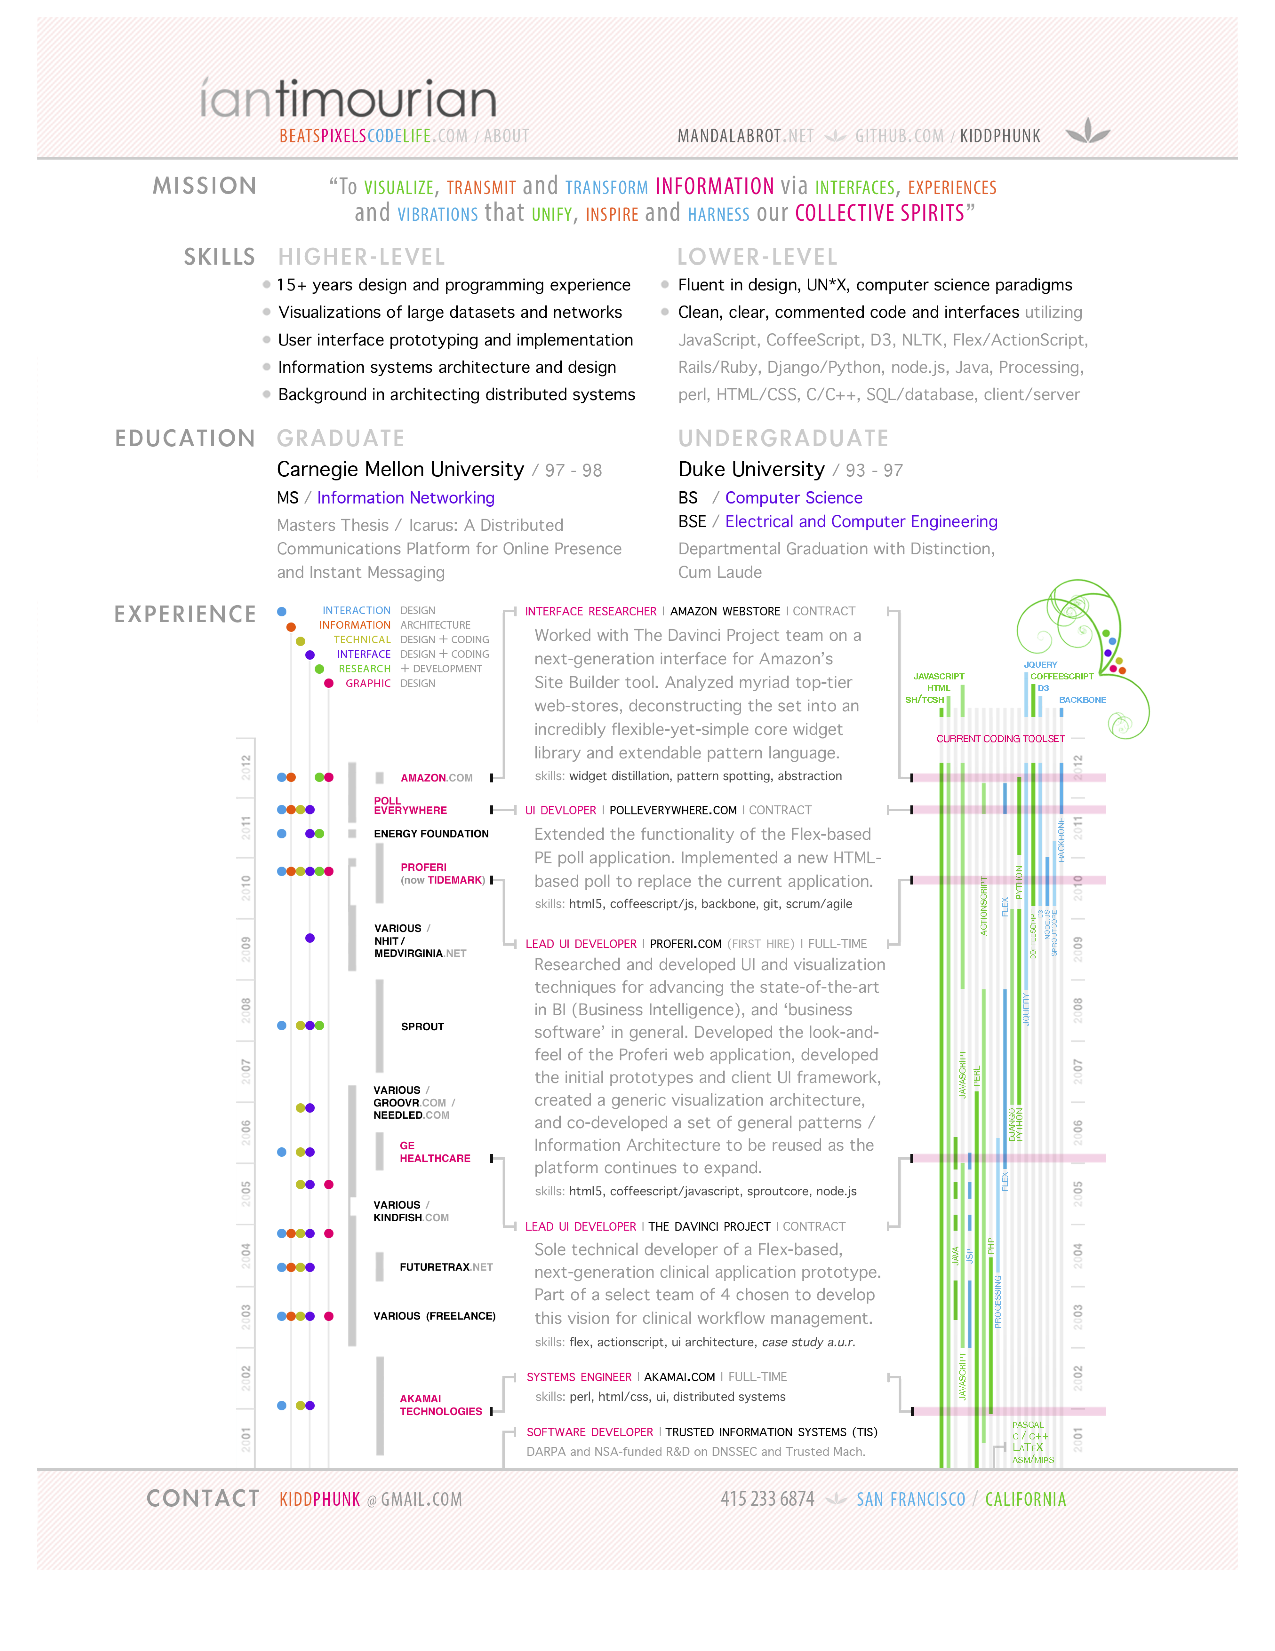 íantimourian
BEATSPIXELSCODELIFE.COM / ABOUT
MANDALABROT.NET GITHUB.COM / KIDDPHUNK
MISSION
“To VISUALIZE, TRANSMIT and TRANSFORM INFORMATION via INTERFACES, EXPERIENCES
and VIBRATIONS that UNIFY, INSPIRE and HARNESS our COLLECTIVE SPIRITS”
SKILLS
HIGHER-LEVEL
15+ years design and programming experience
Visualizations of large datasets and networks
User interface prototyping and implementation
Information systems architecture and design
Background in architecting distributed systems
LOWER-LEVEL
Fluent in design, UN*X, computer science paradigms
Clean, clear, commented code and interfaces utilizing
JavaScript, CoffeeScript, D3, NLTK, Flex/ActionScript,
Rails/Ruby, Django/Python, node.js, Java, Processing,
perl, HTML/CSS, C/C++, SQL/database, client/server
EDUCATION
GRADUATE
Carnegie Mellon University / 97 - 98
MS / Information Networking
Masters Thesis / Icarus: A Distributed
Communications Platform for Online Presence
and Instant Messaging
UNDERGRADUATE
Duke University / 93 - 97
BS / Computer Science
BSE / Electrical and Computer Engineering
Departmental Graduation with Distinction,
Cum Laude
EXPERIENCE
INTERACTION DESIGN
INFORMATION ARCHITECTURE
TECHNICAL DESIGN + CODING
INTERFACE DESIGN + CODING
RESEARCH + DEVELOPMENT
GRAPHIC DESIGN
2012
2011
2010
2009
2008
2007
2006
2005
2004
2003
2002
2001
AMAZON.COM
POLL
EVERYWHERE
ENERGY FOUNDATION
PROFERI
(now TIDEMARK)
VARIOUS /
NHIT /
MEDVIRGINIA.NET
SPROUT
VARIOUS /
GROOVR.COM /
NEEDLED.COM
GE
HEALTHCARE
VARIOUS /
KINDFISH.COM
FUTURETRAX.NET
VARIOUS (FREELANCE)
AKAMAI
TECHNOLOGIES
INTERFACE RESEARCHER | AMAZON WEBSTORE | CONTRACT
Worked with The Davinci Project team on a
next-generation interface for Amazon’s
Site Builder tool. Analyzed myriad top-tier
web-stores, deconstructing the set into an
incredibly flexible-yet-simple core widget
library and extendable pattern language.
skills: widget distillation, pattern spotting, abstraction
UI DEVLOPER | POLLEVERYWHERE.COM | CONTRACT
Extended the functionality of the Flex-based
PE poll application. Implemented a new HTML-
based poll to replace the current application.
skills: html5, coffeescript/js, backbone, git, scrum/agile
LEAD UI DEVELOPER | PROFERI.COM (FIRST HIRE) | FULL-TIME
Researched and developed UI and visualization
techniques for advancing the state-of-the-art
in BI (Business Intelligence), and ‘business
software’ in general. Developed the look-and-
feel of the Proferi web application, developed
the initial prototypes and client UI framework,
created a generic visualization architecture,
and co-developed a set of general patterns /
Information Architecture to be reused as the
platform continues to expand.
skills: html5, coffeescript/javascript, sproutcore, node.js
LEAD UI DEVELOPER | THE DAVINCI PROJECT | CONTRACT
Sole technical developer of a Flex-based,
next-generation clinical application prototype.
Part of a select team of 4 chosen to develop
this vision for clinical workflow management.
skills: flex, actionscript, ui architecture, case study a.u.r.
SYSTEMS ENGINEER | AKAMAI.COM | FULL-TIME
skills: perl, html/css, ui, distributed systems
SOFTWARE DEVELOPER | TRUSTED INFORMATION SYSTEMS (TIS)
DARPA and NSA-funded R&D on DNSSEC and Trusted Mach.
JQUERY
JAVASCRIPT COFFEESCRIPT
HTML D3
SH/TCSH BACKBONE
CURRENT CODING TOOLSET
BACKBONE
PYTHON
ACTIONSCRIPT
FLEX
D3
NODE.JS
SPROUTCORE
JQUERY
JAVASCRIPT
PERL
DJANGO
PYTHON
FLEX
JAVA
JSP
PHP
PROCESSING
JAVASCRIPT
PASCAL
C / C++
LATEX
ASM/MIPS
2012
2011
2010
2009
2008
2007
2006
2005
2004
2003
2002
2001
CONTACT
KIDDPHUNK @ GMAIL.COM
415 233 6874 SAN FRANCISCO / CALIFORNIA